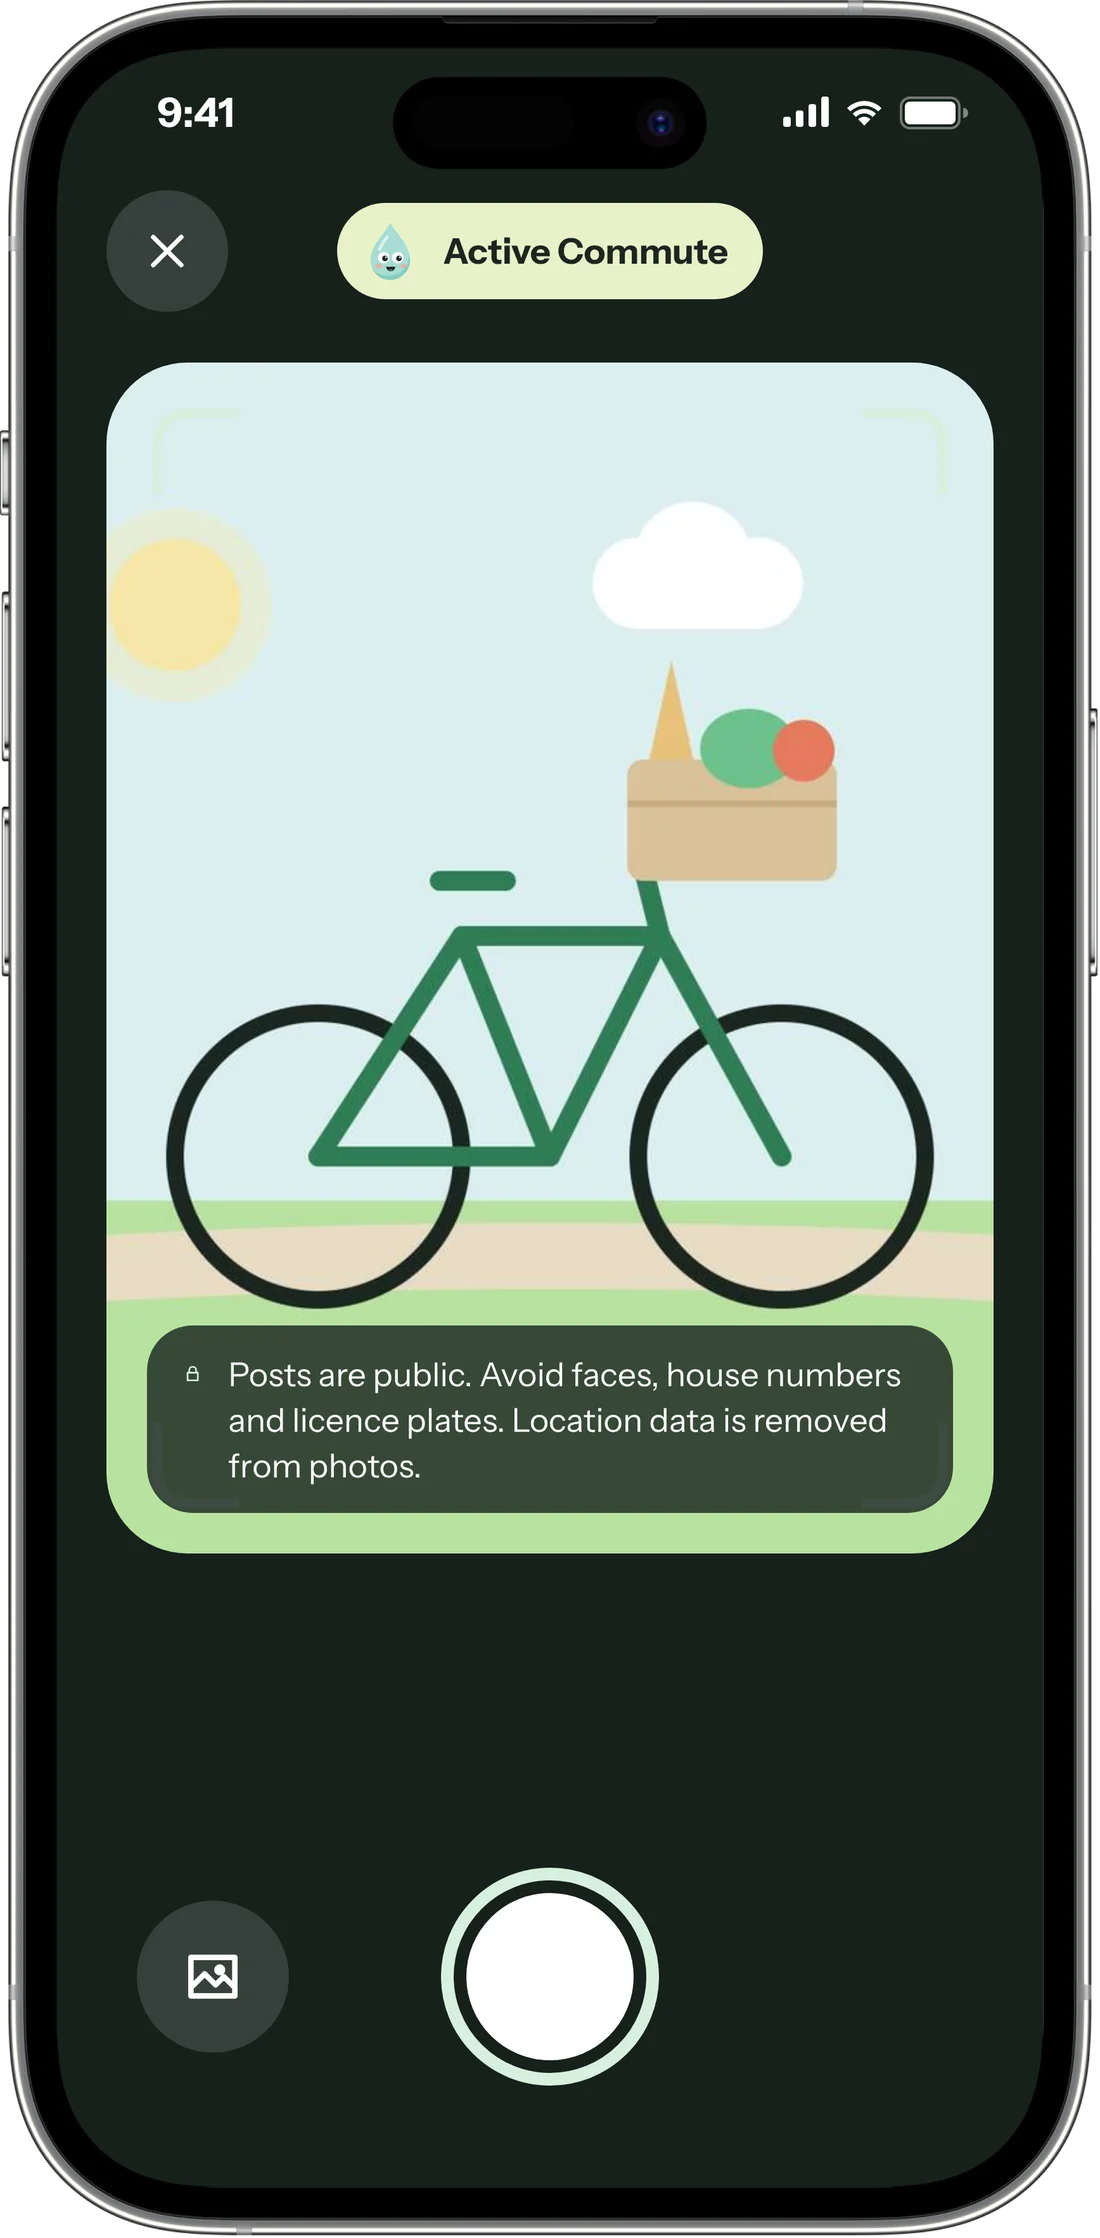 9:41
Active Commute
Posts are public. Avoid faces, house numbers
and licence plates. Location data is removed
from photos.